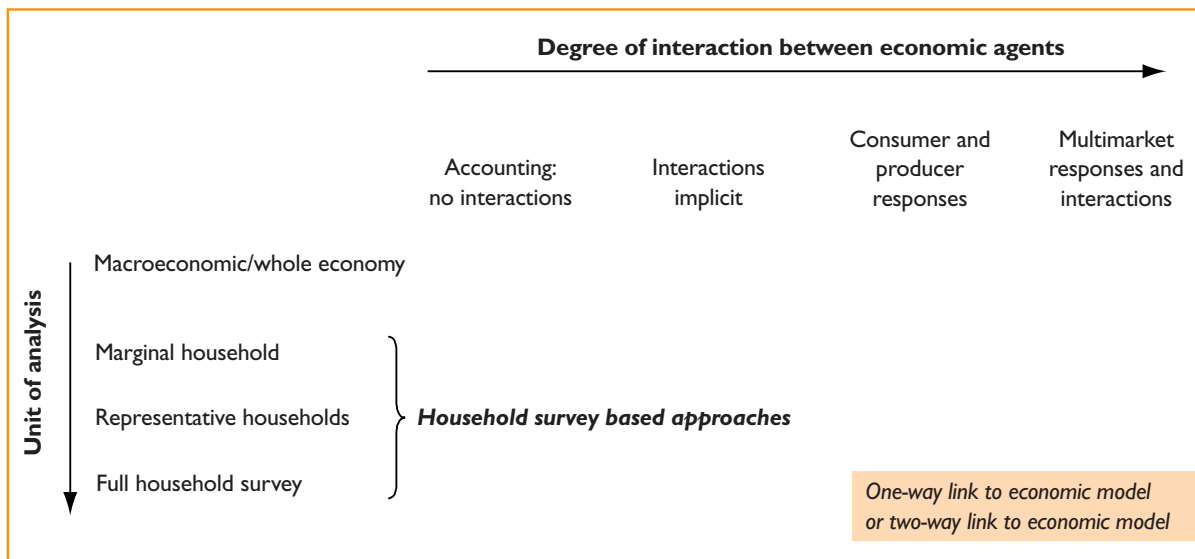 Degree of interaction between economic agents
Accounting:
no interactions
Interactions
implicit
Consumer and
producer
responses
Multimarket
responses and
interactions
Unit of analysis
Macroeconomic/whole economy
Marginal household
Representative households
Full household survey
Household survey based approaches
One-way link to economic model
or two-way link to economic model